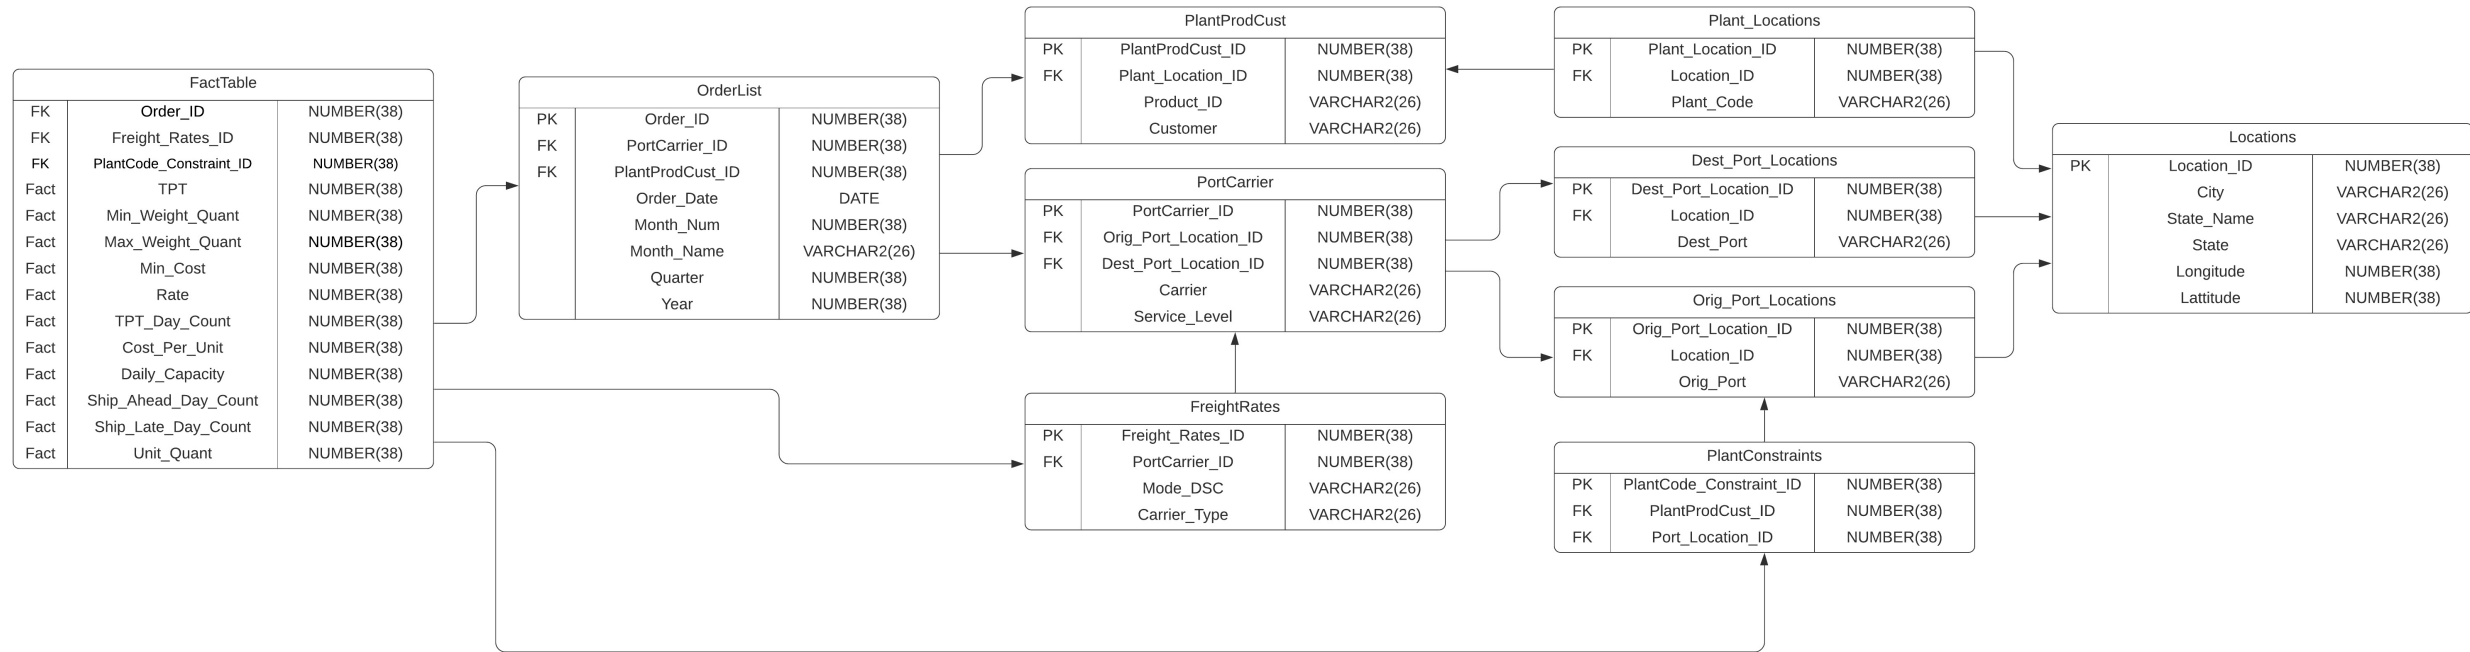 FactTable
FK Order_ID NUMBER(38)
FK Freight_Rates_ID NUMBER(38)
FK PlantCode_Constraint_ID NUMBER(38)
Fact TPT NUMBER(38)
Fact Min_Weight_Quant NUMBER(38)
Fact Max_Weight_Quant NUMBER(38)
Fact Min_Cost NUMBER(38)
Fact Rate NUMBER(38)
Fact TPT_Day_Count NUMBER(38)
Fact Cost_Per_Unit NUMBER(38)
Fact Daily_Capacity NUMBER(38)
Fact Ship_Ahead_Day_Count NUMBER(38)
Fact Ship_Late_Day_Count NUMBER(38)
Fact Unit_Quant NUMBER(38)
OrderList
PK Order_ID NUMBER(38)
FK PortCarrier_ID NUMBER(38)
FK PlantProdCust_ID NUMBER(38)
Order_Date DATE
Month_Num NUMBER(38)
Month_Name VARCHAR2(26)
Quarter NUMBER(38)
Year NUMBER(38)
PlantProdCust
PK PlantProdCust_ID NUMBER(38)
FK Plant_Location_ID NUMBER(38)
Product_ID VARCHAR2(26)
Customer VARCHAR2(26)
PortCarrier
PK PortCarrier_ID NUMBER(38)
FK Orig_Port_Location_ID NUMBER(38)
FK Dest_Port_Location_ID NUMBER(38)
Carrier VARCHAR2(26)
Service_Level VARCHAR2(26)
FreightRates
PK Freight_Rates_ID NUMBER(38)
FK PortCarrier_ID NUMBER(38)
Mode_DSC VARCHAR2(26)
Carrier_Type VARCHAR2(26)
Plant_Locations
PK Plant_Location_ID NUMBER(38)
FK Location_ID NUMBER(38)
Plant_Code VARCHAR2(26)
Dest_Port_Locations
PK Dest_Port_Location_ID NUMBER(38)
FK Location_ID NUMBER(38)
Dest_Port VARCHAR2(26)
Orig_Port_Locations
PK Orig_Port_Location_ID NUMBER(38)
FK Location_ID NUMBER(38)
Orig_Port VARCHAR2(26)
PlantConstraints
PK PlantCode_Constraint_ID NUMBER(38)
FK PlantProdCust_ID NUMBER(38)
FK Port_Location_ID NUMBER(38)
Locations
PK Location_ID NUMBER(38)
City VARCHAR2(26)
State_Name VARCHAR2(26)
State VARCHAR2(26)
Longitude NUMBER(38)
Lattitude NUMBER(38)